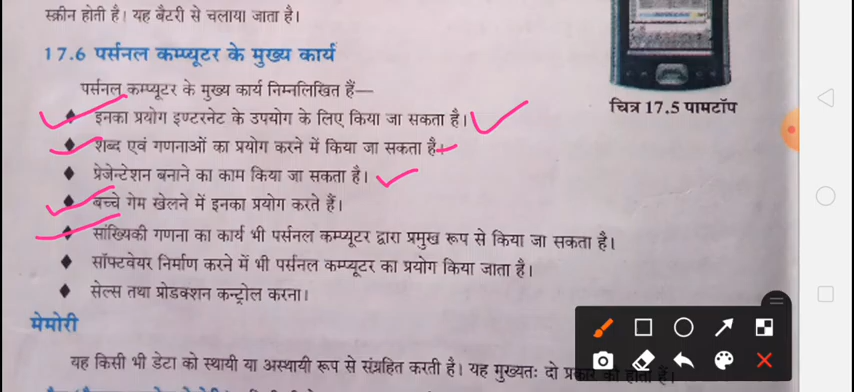 स्क्रीन होती है। यह बैटरी से चलाया जाता है।
17.6 पर्सनल कम्प्यूटर के मुख्य कार्य
पर्सनल कम्प्यूटर के मुख्य कार्य निम्नलिखित हैं—
इनका प्रयोग इण्टरनेट के उपयोग के लिए किया जा सकता है।
शब्द एवं गणनाओं का प्रयोग करने में किया जा सकता है।
प्रेजेन्टेशन बनाने का काम किया जा सकता है।
बच्चे गेम खेलने में इनका प्रयोग करते हैं।
सांख्यिकी गणना का कार्य भी पर्सनल कम्प्यूटर द्वारा प्रमुख रूप से किया जा सकता है।
सॉफ्टवेयर निर्माण करने में भी पर्सनल कम्प्यूटर का प्रयोग किया जाता है।
सेल्स तथा प्रोडक्शन कन्ट्रोल करना।
चित्र 17.5 पामटॉप
मेमोरी
यह किसी भी डेटा को स्थायी या अस्थायी रूप से संग्रहित करती है। यह मुख्यतः दो प्रकार की होती है।